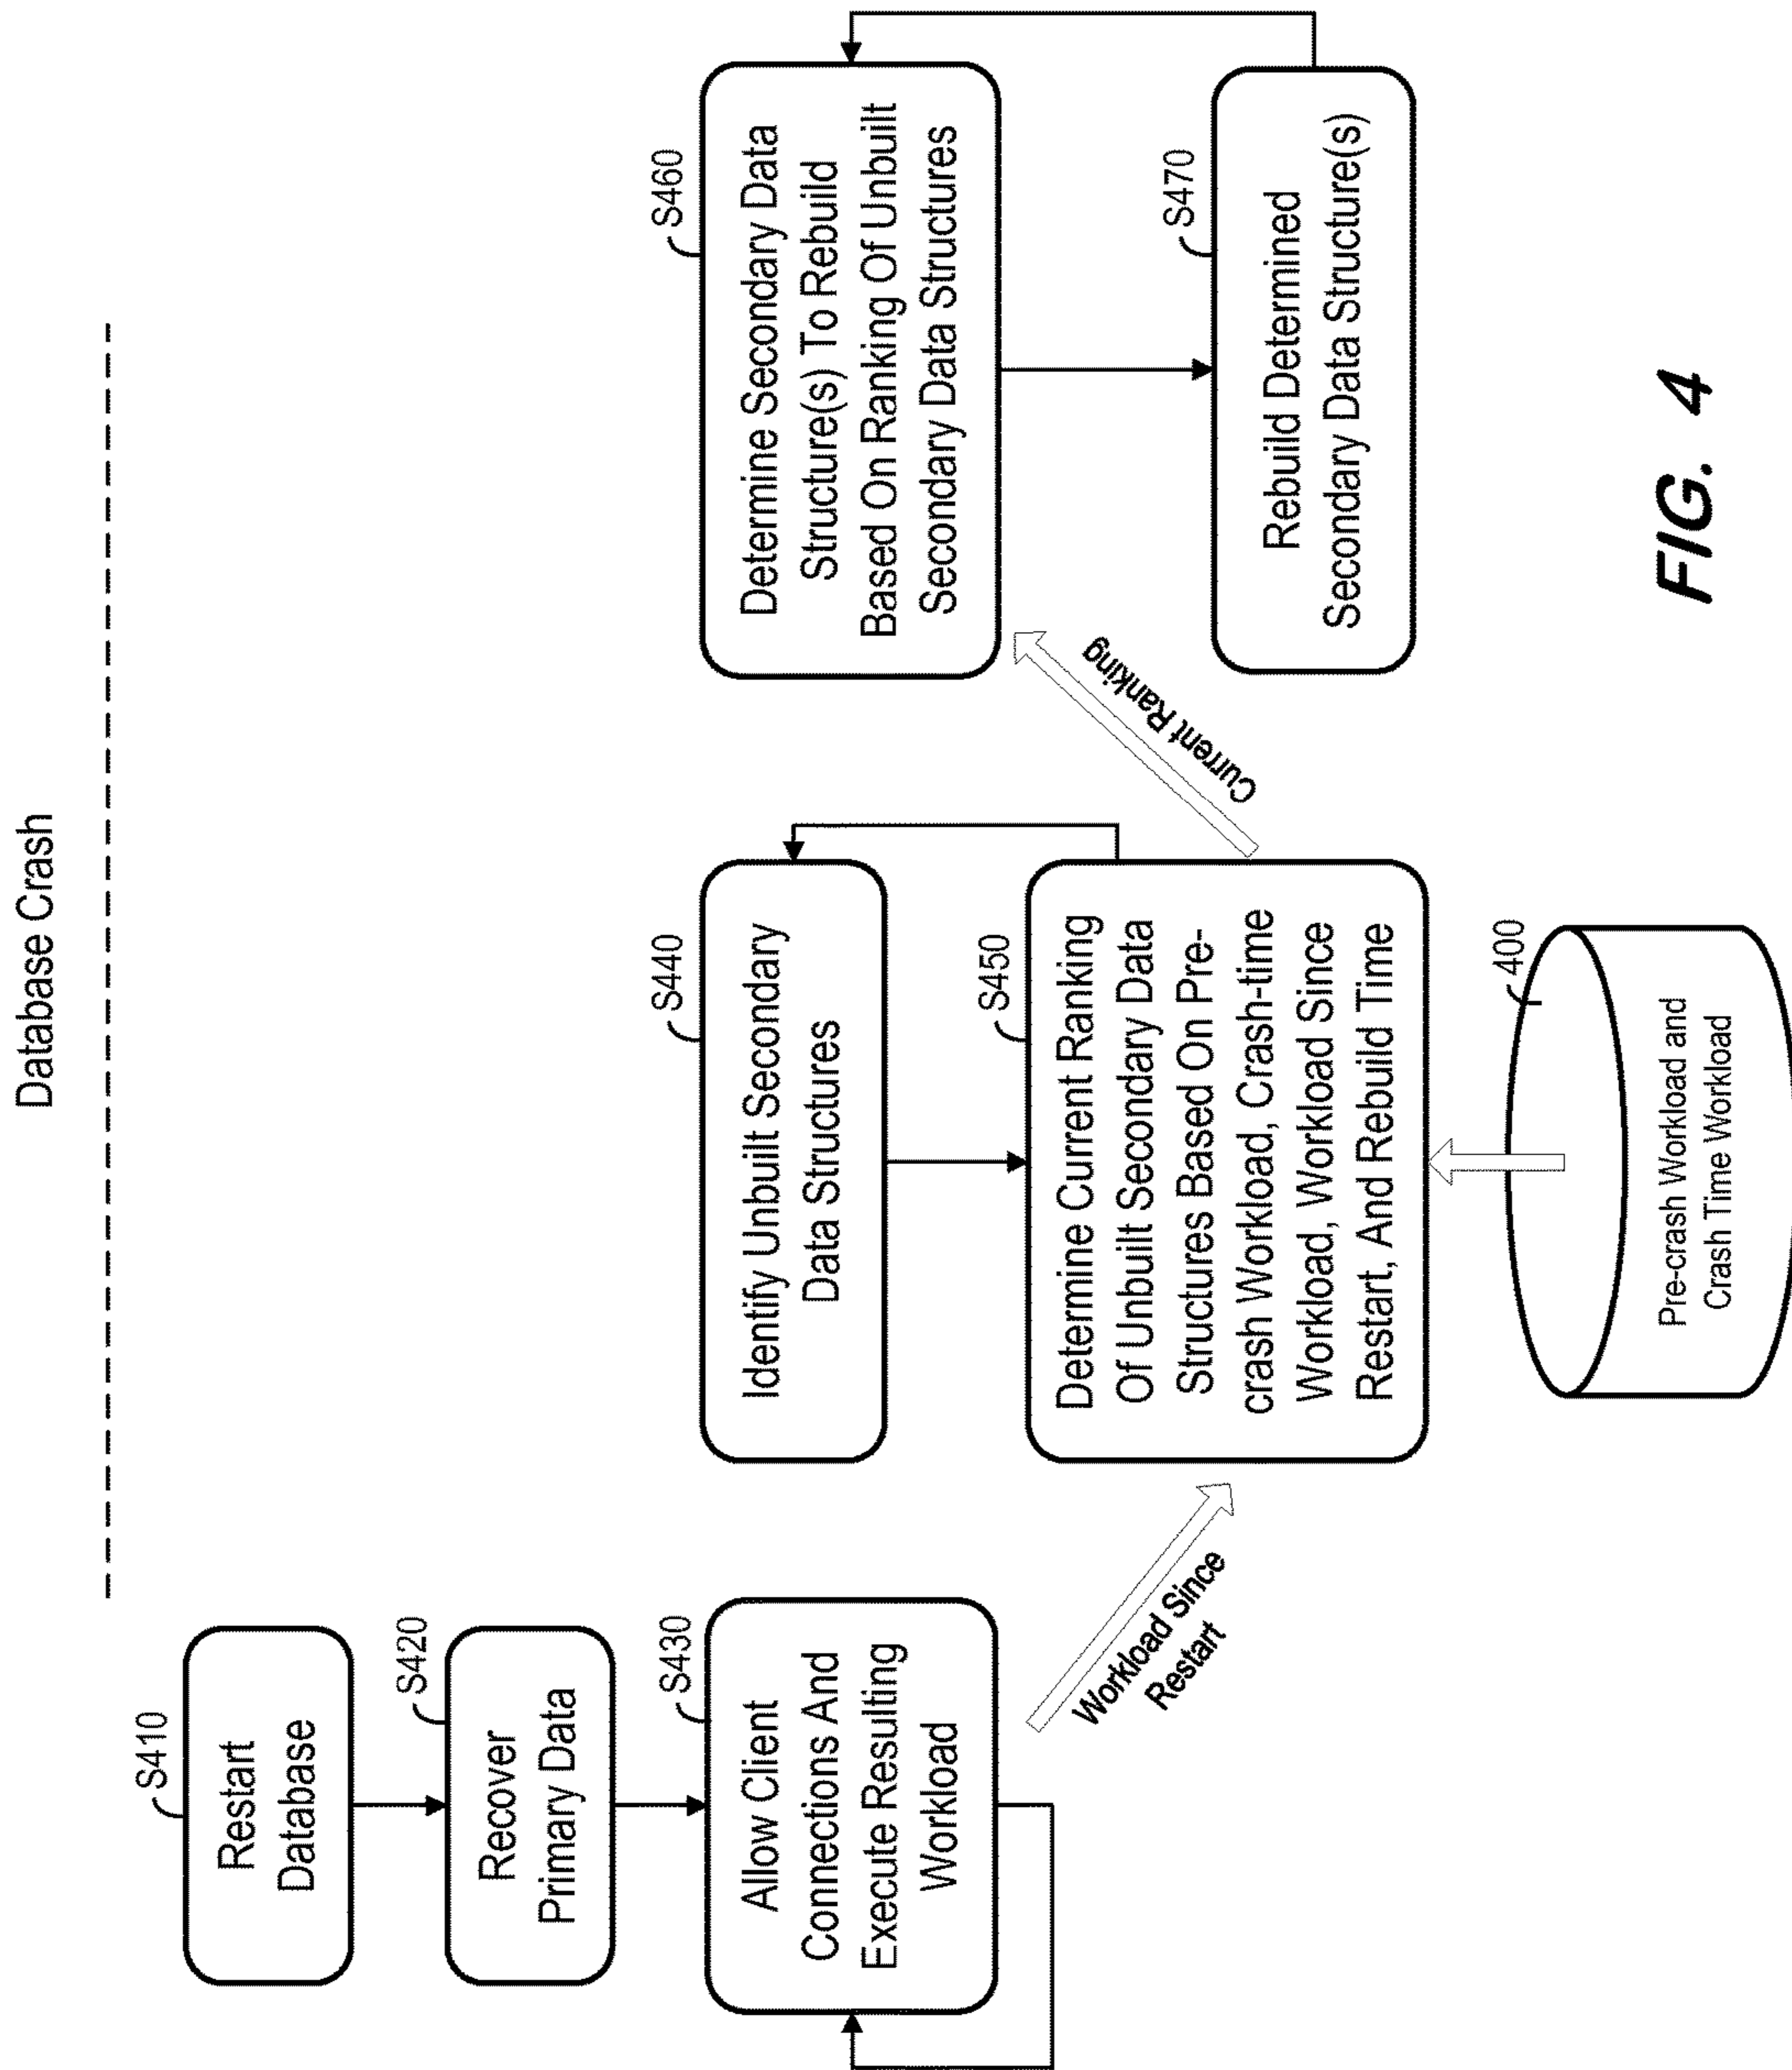 Database Crash
S410
Restart
Database
S420
Recover
Primary Data
S430
Allow Client
Connections And
Execute Resulting
Workload
Workload Since
Restart
S440
Identify Unbuilt Secondary
Data Structures
S450
Determine Current Ranking
Of Unbuilt Secondary Data
Structures Based On Pre-
crash Workload, Crash-time
Workload, Workload Since
Restart, And Rebuild Time
400
Pre-crash Workload and
Crash Time Workload
Current Ranking
S460
Determine Secondary Data
Structure(s) To Rebuild
Based On Ranking Of Unbuilt
Secondary Data Structures
S470
Rebuild Determined
Secondary Data Structure(s)
FIG. 4